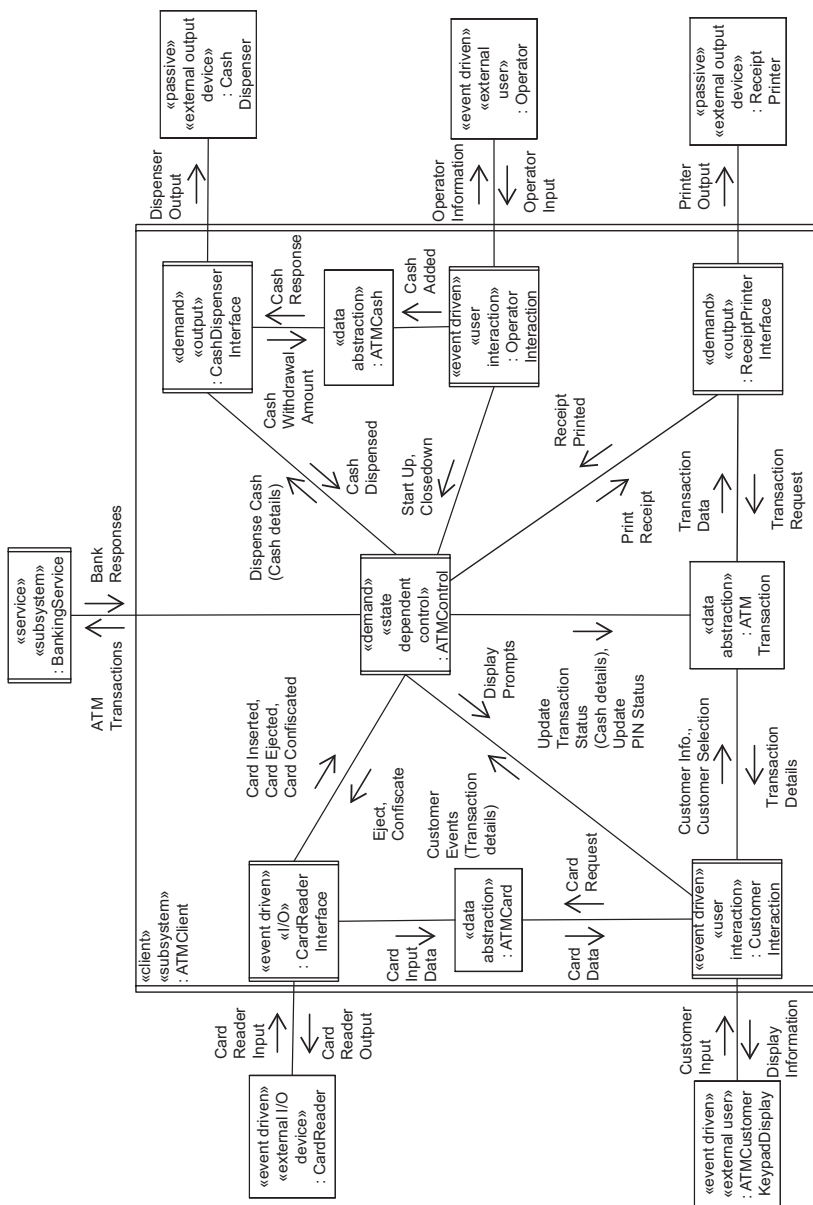 «service»
«subsystem»
: BankingService
ATM
Transactions
Bank
Responses
«client»
«subsystem»
: ATMClient
«event driven»
«external I/O
device»
: CardReader
Card
Reader
Input
Card
Reader
Output
«event driven»
«I/O»
: CardReader
Interface
Card Inserted,
Card Ejected,
Card Confiscated
Eject,
Confiscate
Dispense Cash
(Cash details)
Cash
Dispensed
«demand»
«output»
: CashDispenser
Interface
Dispenser
Output
«passive»
«external output
device»
: Cash
Dispenser
Card
Input
Data
«data
abstraction»
: ATMCard
Card
Data
Card
Request
Customer
Events
(Transaction
details)
Display
Prompts
«demand»
«state
dependent
control»
: ATMControl
Cash
Withdrawal
Amount
Cash
Response
«data
abstraction»
: ATMCash
Cash
Added
Start Up,
Closedown
«event driven»
«user
interaction»
: Operator
Interaction
Operator
Information
Operator
Input
«event driven»
«external
user»
: Operator
Update
Transaction
Status
(Cash details),
Update
PIN Status
Print
Receipt
Receipt
Printed
«event driven»
«external user»
: ATMCustomer
KeypadDisplay
Customer
Input
Display
Information
«event driven»
«user
interaction»
: Customer
Interaction
Customer Info.,
Customer Selection
Transaction
Details
«data
abstraction»
: ATM
Transaction
Transaction
Data
Transaction
Request
«demand»
«output»
: ReceiptPrinter
Interface
Printer
Output
«passive»
«external output
device»
: Receipt
Printer